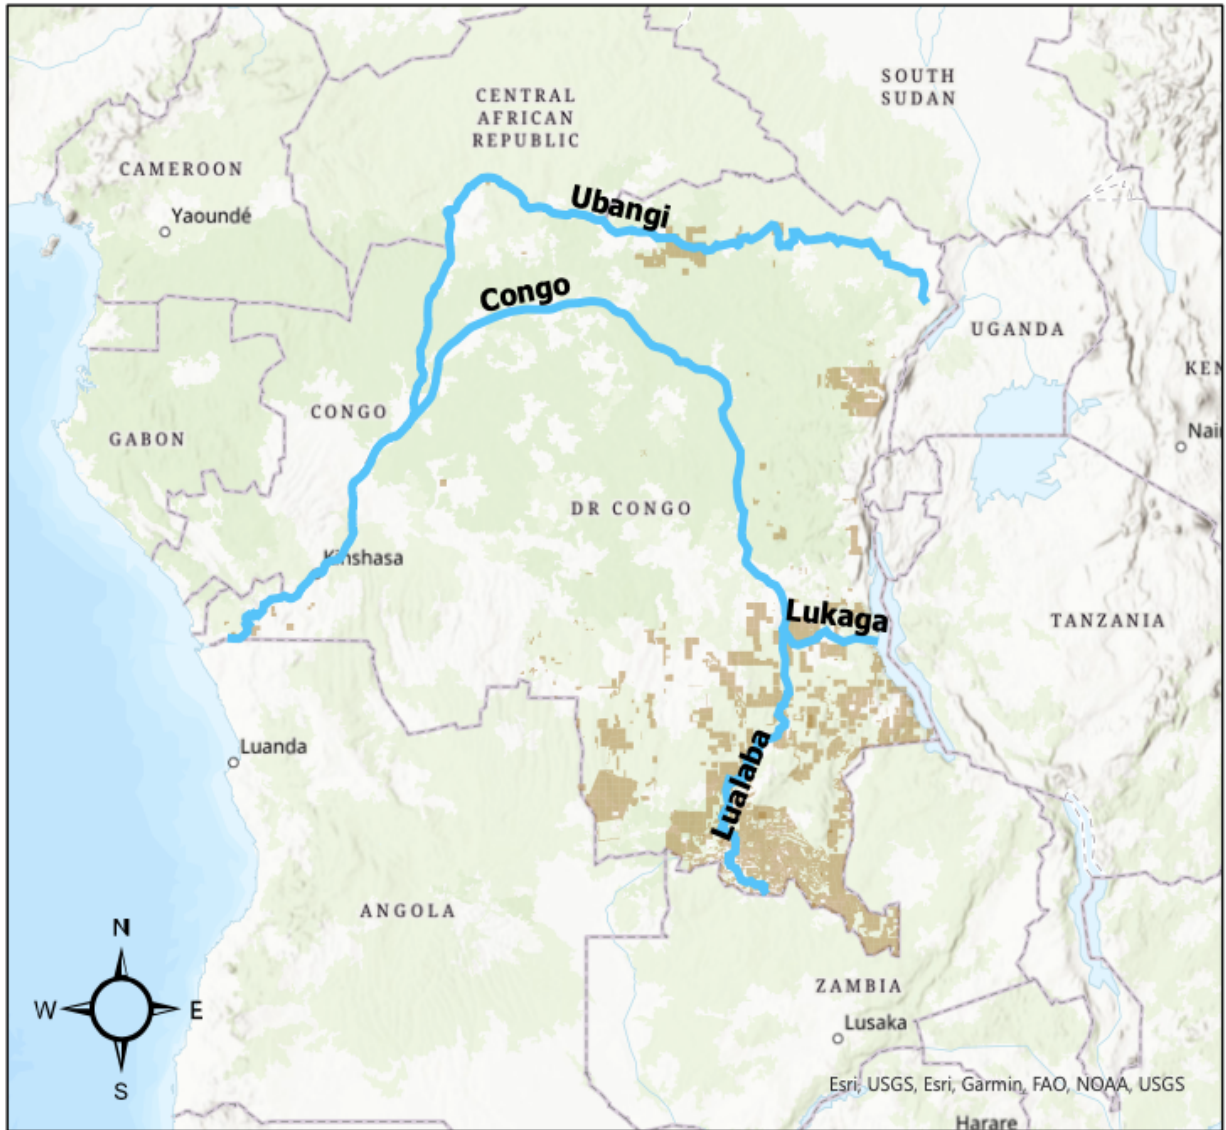 SOUTH
SUDAN
CENTRAL
AFRICAN
REPUBLIC
CAMEROON
Yaoundé
Ubangi
Congo
UGANDA
KEN
CONGO
GABON
Nai
DR CONGO
Kinshasa
Lukaga
TANZANIA
Luanda
Lualaba
ANGOLA
N
W
E
S
ZAMBIA
Lusaka
Esri, USGS, Esri, Garmin, FAO, NOAA, USGS
Harare